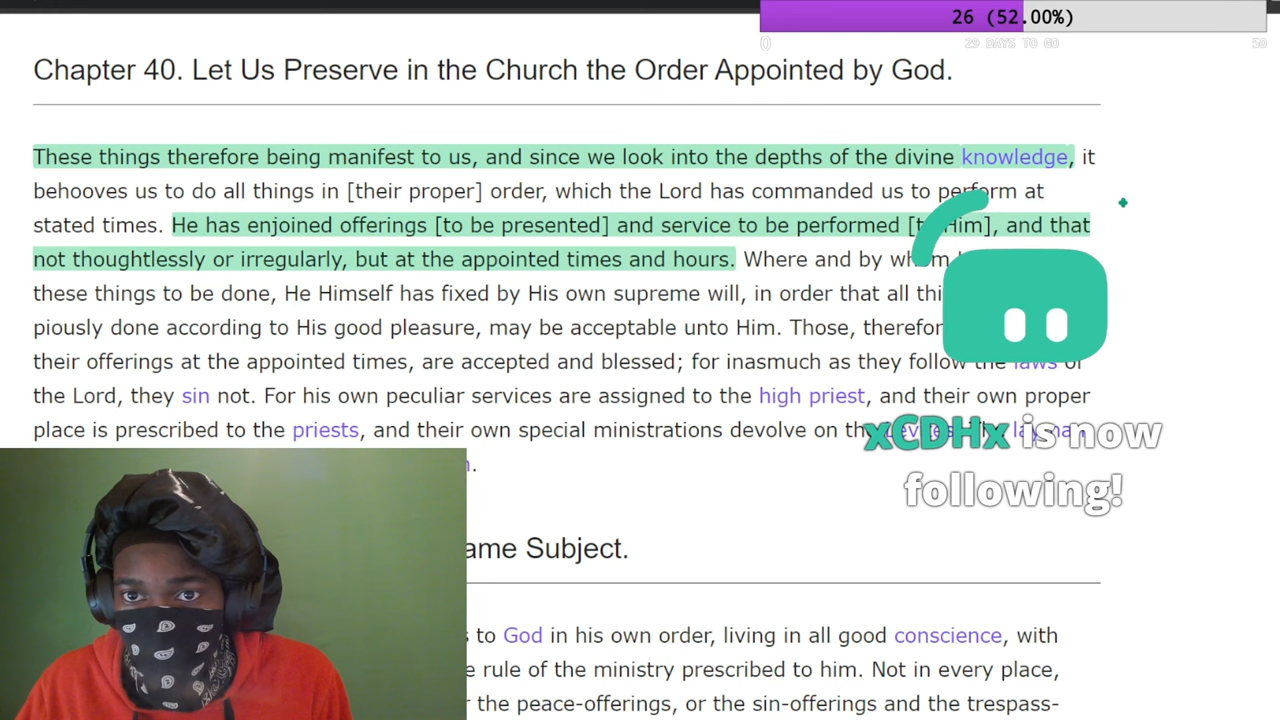 26 (52.00%)
0 29 DAYS TO GO 50
Chapter 40. Let Us Preserve in the Church the Order Appointed by God.
These things therefore being manifest to us, and since we look into the depths of the divine knowledge, it
behooves us to do all things in [their proper] order, which the Lord has commanded us to perform at
stated times. He has enjoined offerings [to be presented] and service to be performed [to Him], and that
not thoughtlessly or irregularly, but at the appointed times and hours. Where and by whom
these things to be done, He Himself has fixed by His own supreme will, in order that all
piously done according to His good pleasure, may be acceptable unto Him. Those,
their offerings at the appointed times, are accepted and blessed; for inasmuch as they follow the laws of
the Lord, they sin not. For his own peculiar services are assigned to the high priest, and their own proper
place is prescribed to the priests, and their own special ministrations devolve on the
xCDHx is now
following!
ame Subject.
to God in his own order, living in all good conscience, with
rule of the ministry prescribed to him. Not in every place,
the peace-offerings, or the sin-offerings and the trespass-